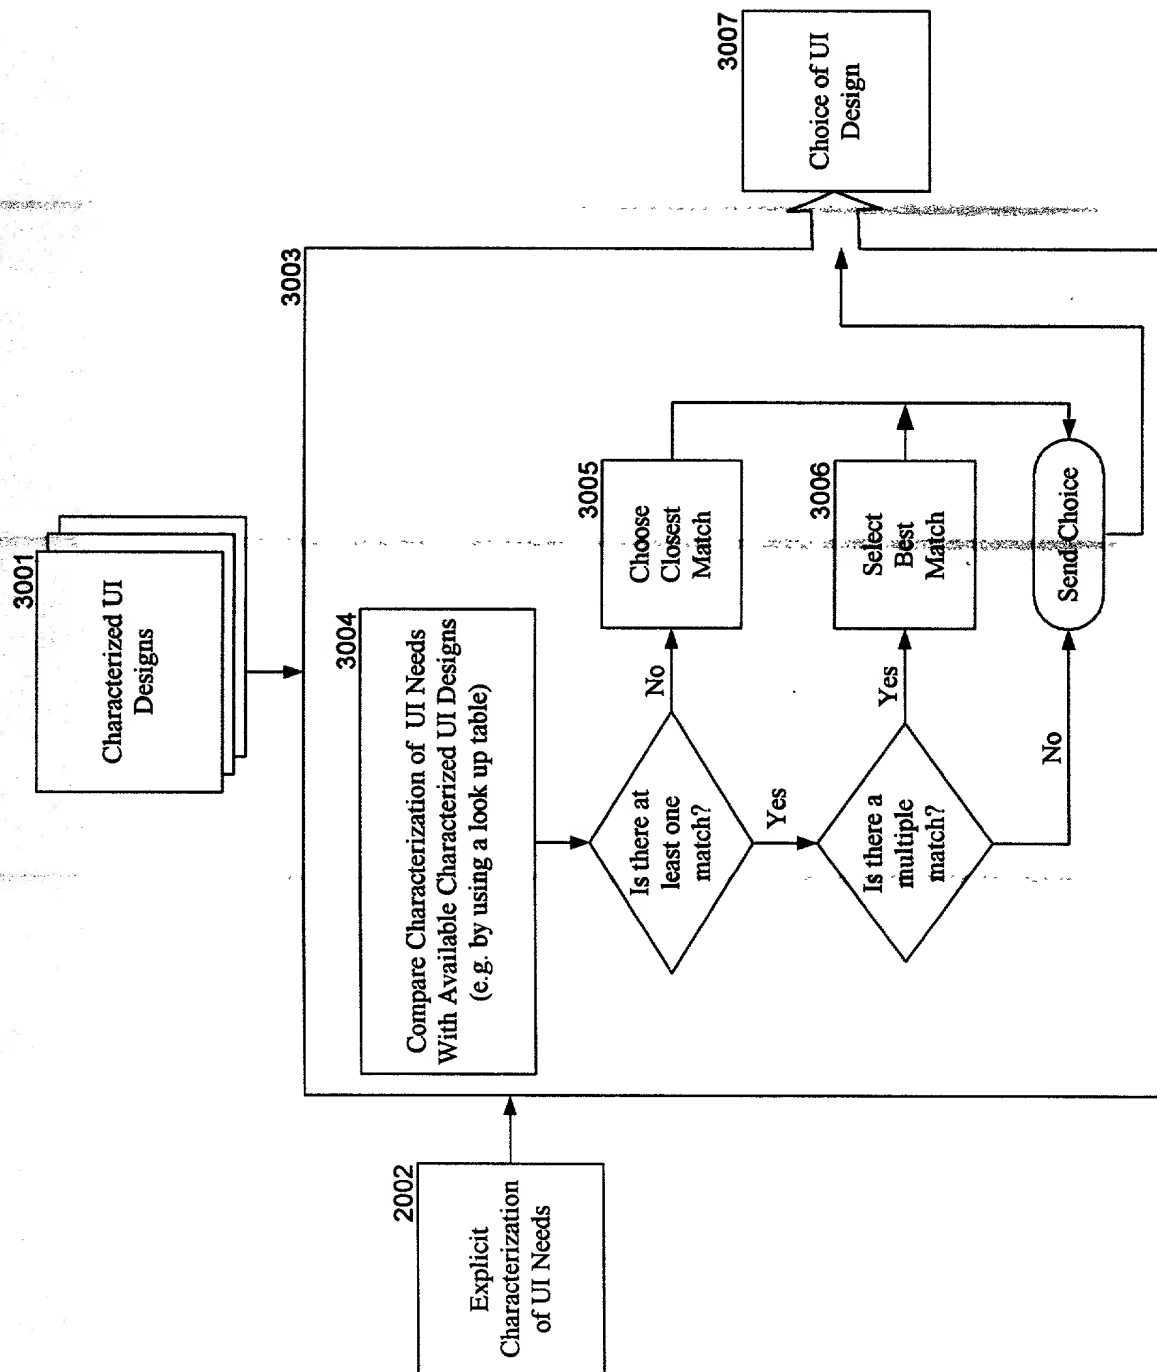 3001
Characterized UI
Designs
2002
Explicit
Characterization
of UI Needs
3003
3004
Compare Characterization of UI Needs
With Available Characterized UI Designs
(e.g. by using a look up table)
Is there at
least one
match?
No
3005
Choose
Closest
Match
Yes
Is there a
multiple
match?
Yes
3006
Select
Best
Match
No
Send Choice
3007
Choice of UI
Design